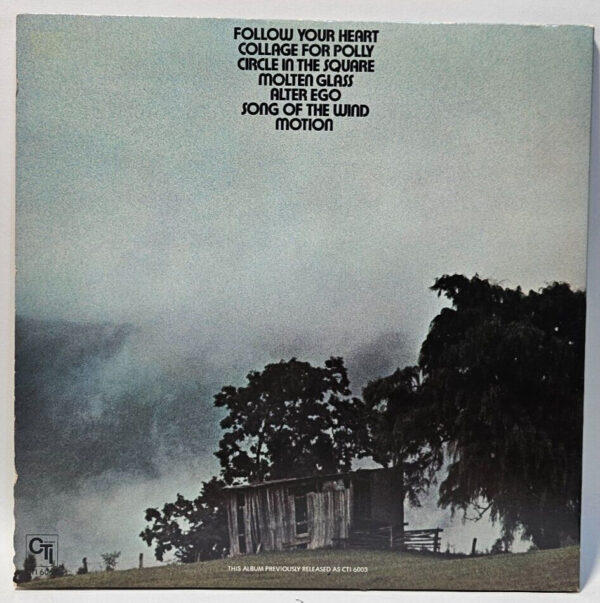 FOLLOW YOUR HEART
COLLAGE FOR POLLY
CIRCLE IN THE SQUARE
MOLTEN GLASS
ALTER EGO
SONG OF THE WIND
MOTION
CTI
THIS ALBUM PREVIOUSLY RELEASED AS CTI 6003